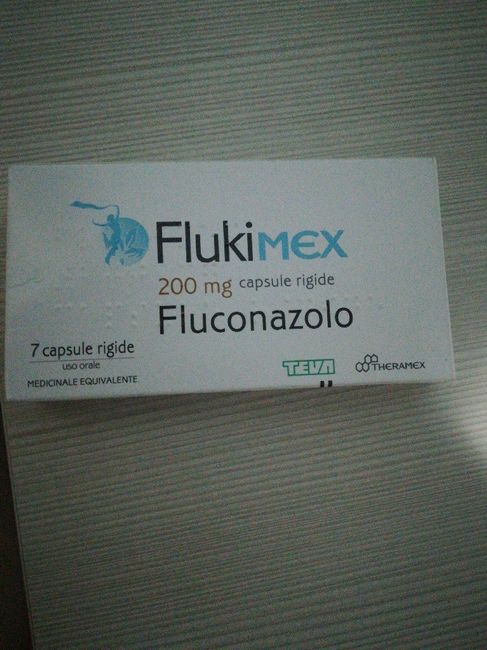 FlukiMEX
200 mg capsule rigide
Fluconazolo
7 capsule rigide
uso orale
MEDICINALE EQUIVALENTE
TEVA
THERAMEX